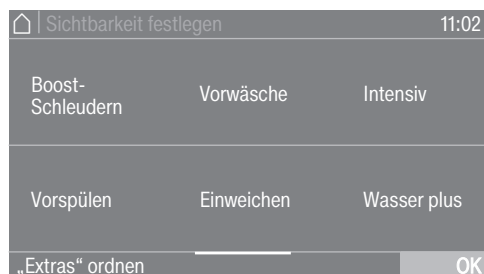 Sichtbarkeit festlegen 11:02
Boost-
Schleudern
Vorwäsche
Intensiv
Vorspülen
Einweichen
Wasser plus
„Extras“ ordnen
OK